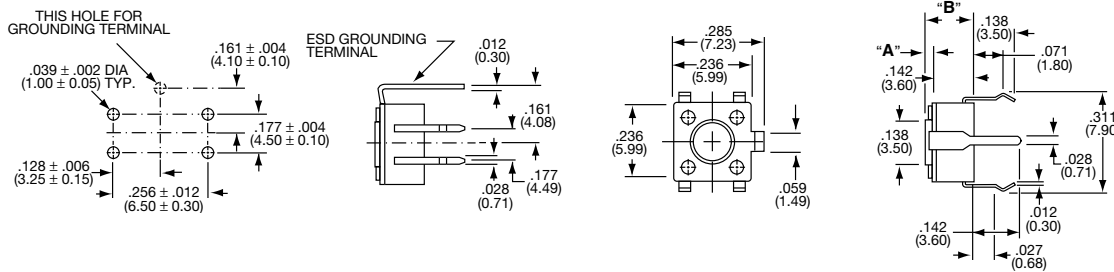 THIS HOLE FOR
GROUNDING TERMINAL
.161 ± .004
(4.10 ± 0.10)
.039 ± .002 DIA
(1.00 ± 0.05) TYP.
.177 ± .004
(4.50 ± 0.10)
.128 ± .006
(3.25 ± 0.15)
.256 ± .012
(6.50 ± 0.30)
ESD GROUNDING
TERMINAL
.012
(0.30)
.161
(4.08)
.177
(4.49)
.028
(0.71)
.285
(7.23)
.236
(5.99)
.236
(5.99)
.059
(1.49)
"B"
.138
(3.50)
"A"
.071
(1.80)
.142
(3.60)
.138
(3.50)
.311
(7.90
.028
(0.71)
.012
(0.30)
.142
(3.60)
.027
(0.68)